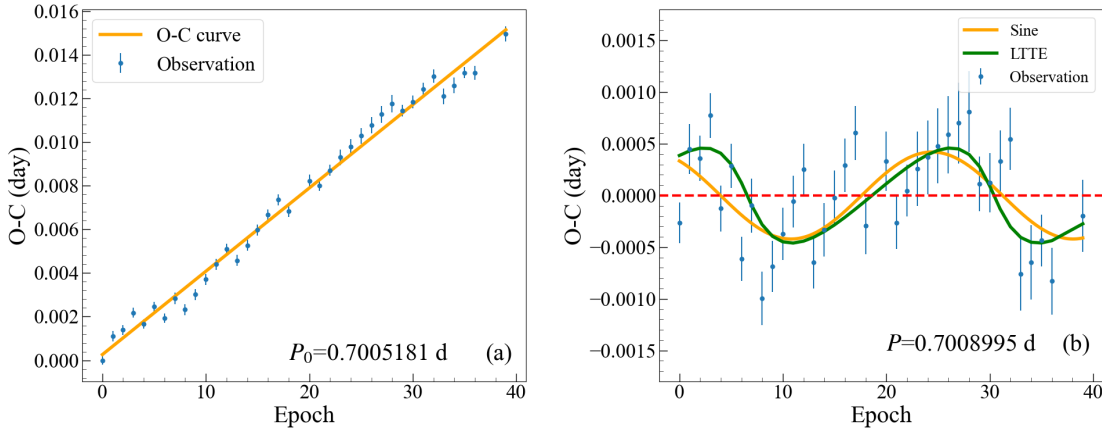 O-C curve
Observation
0.016
0.014
0.012
0.010
0.008
0.006
0.004
0.002
0.000
O-C (day)
P₀=0.7005181 d (a)
0 10 20 30 40
Epoch
Sine
LTTE
Observation
0.0015
0.0010
0.0005
0.0000
−0.0005
−0.0010
−0.0015
O-C (day)
P=0.7008995 d (b)
0 10 20 30 40
Epoch